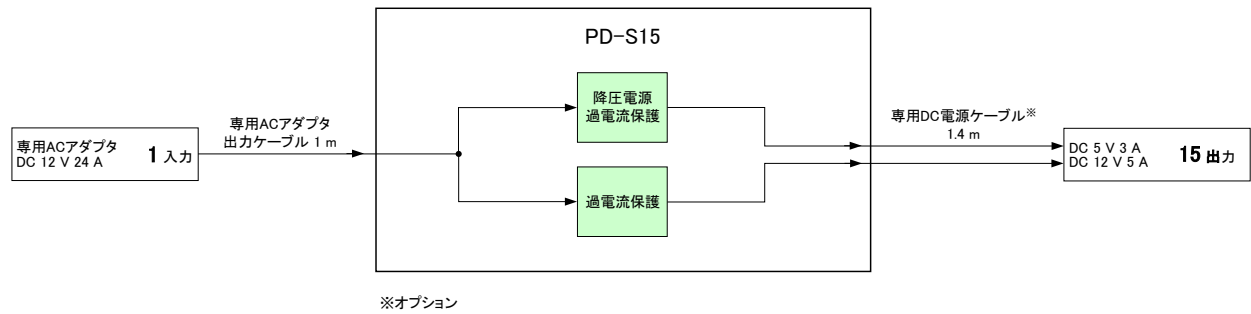 PD-S15
専用ACアダプタ
DC 12 V 24 A
1 入力
専用ACアダプタ
出力ケーブル 1 m
降圧電源
過電流保護
過電流保護
専用DC電源ケーブル※
1.4 m
DC 5 V 3 A
DC 12 V 5 A
15 出力
※オプション